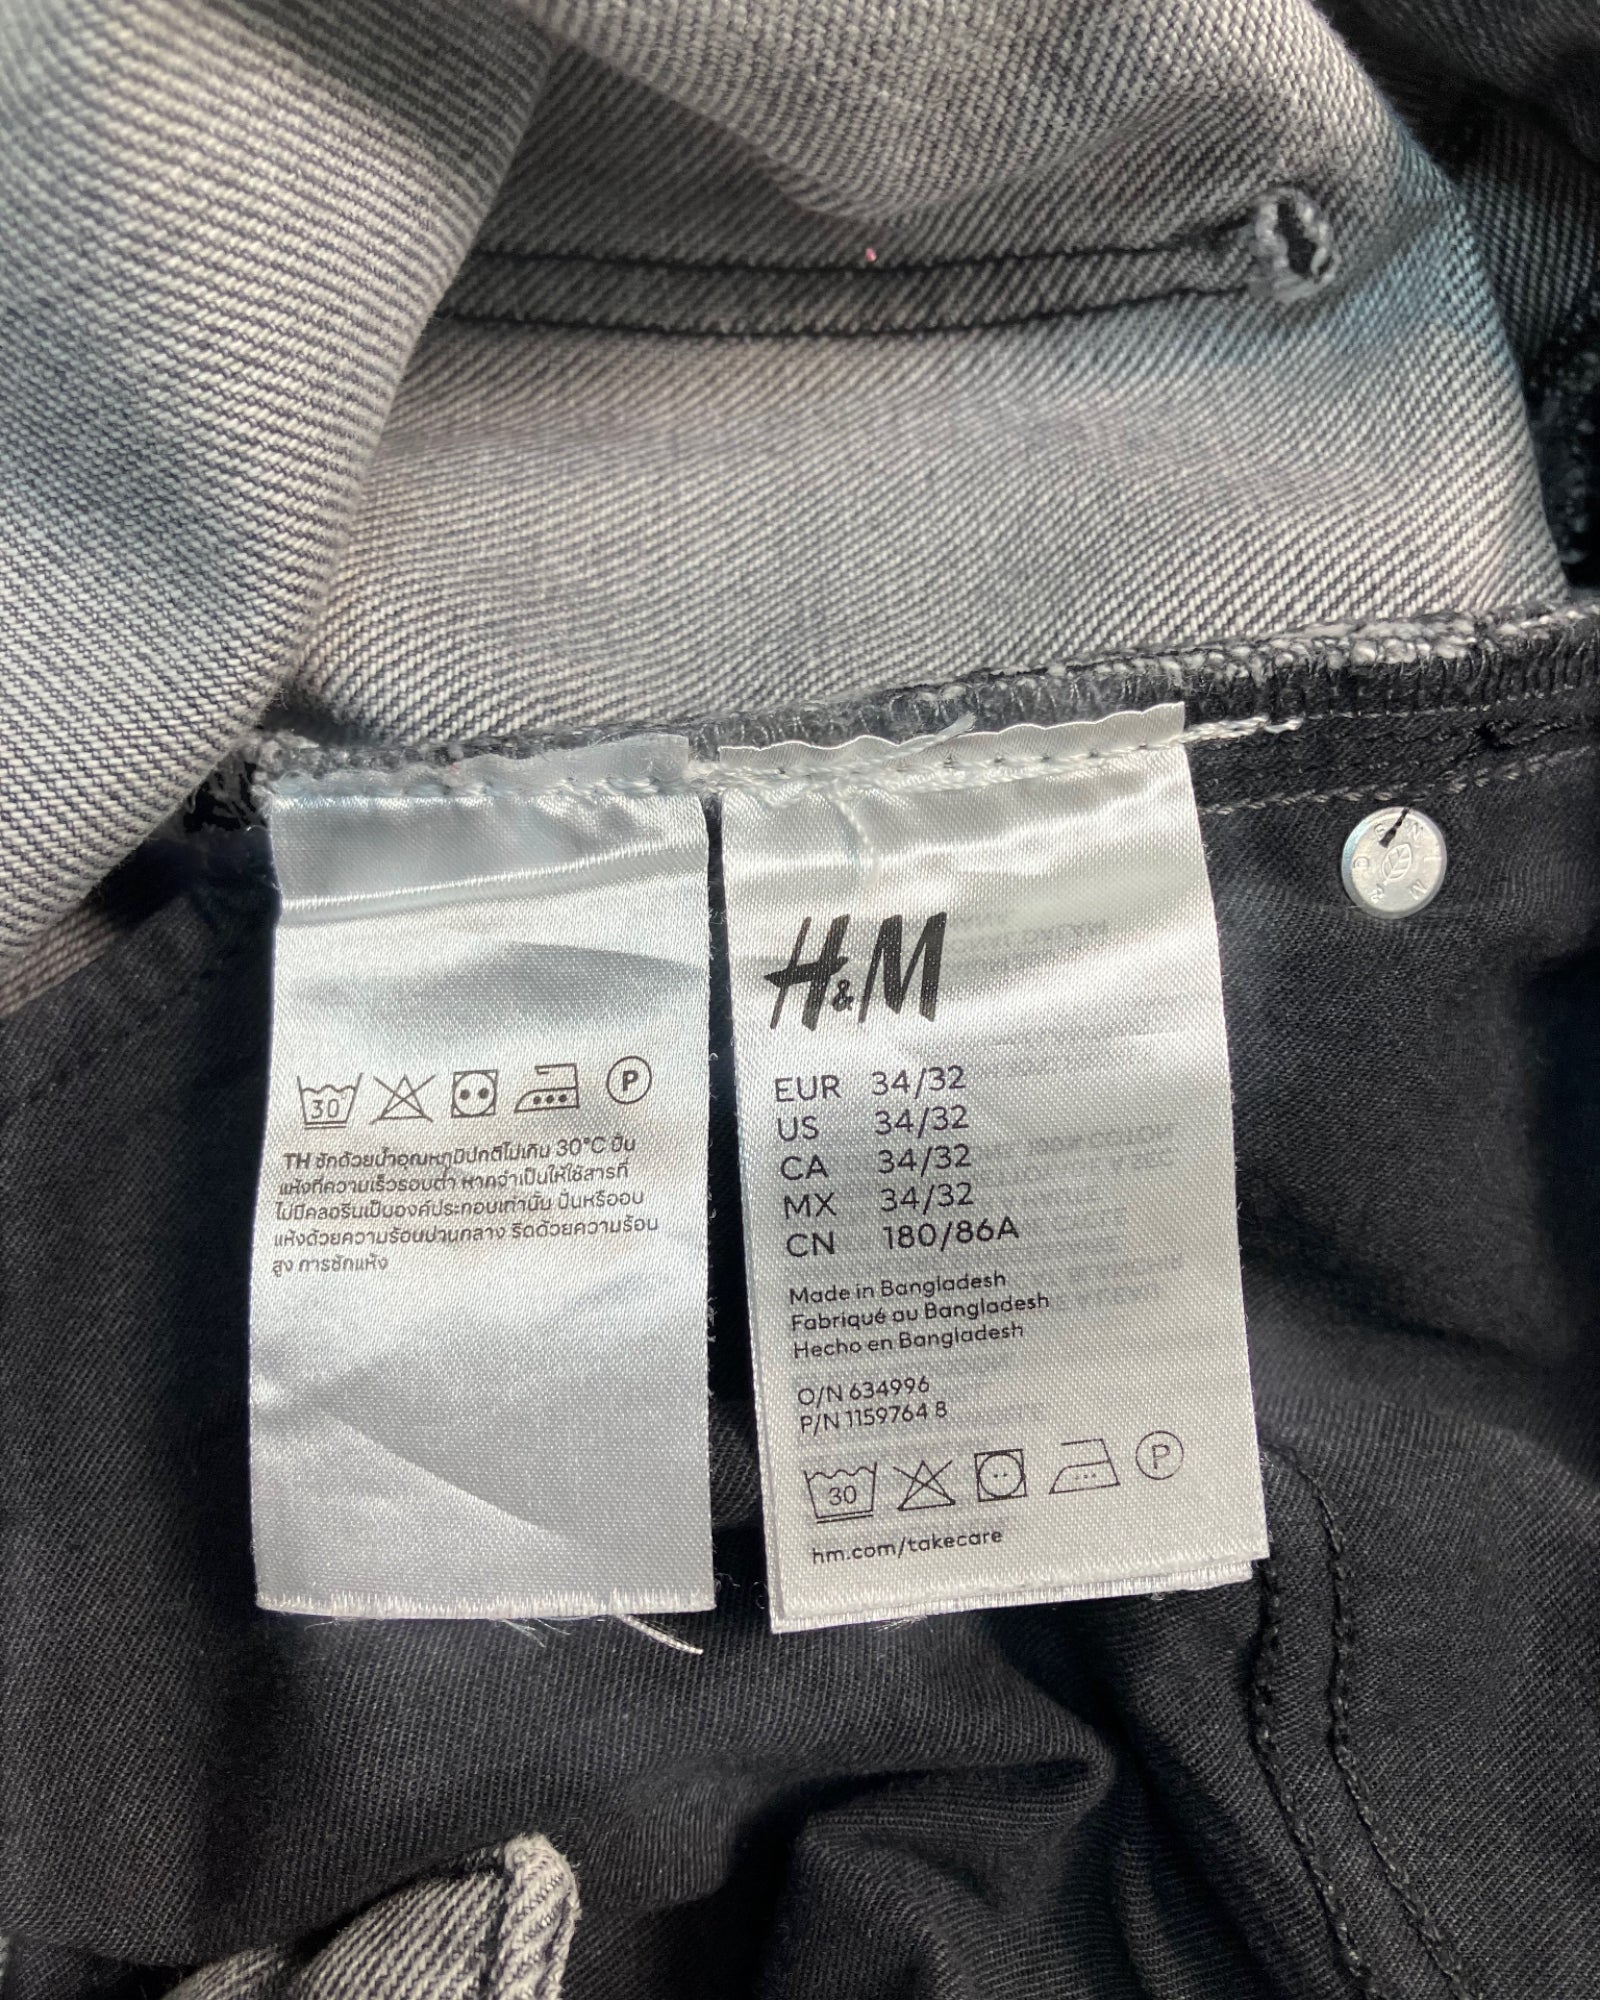 30
P
TH ซักด้วยน้ำอุณหภูมิปกติไม่เกิน 30°C ปั่น
แห้งที่ความเร็วรอบต่ำ หากจำเป็นให้ใช้สารที่
ไม่มีคลอรีนเป็นองค์ประกอบเท่านั้น ปั่นหรืออบ
แห้งด้วยความร้อนปานกลาง รีดด้วยความร้อน
สูง การซักแห้ง
H&M
EUR 34/32
US 34/32
CA 34/32
MX 34/32
CN 180/86A
Made in Bangladesh
Fabriqué au Bangladesh
Hecho en Bangladesh
O/N 634996
P/N 1159764 8
30
P
hm.com/takecare